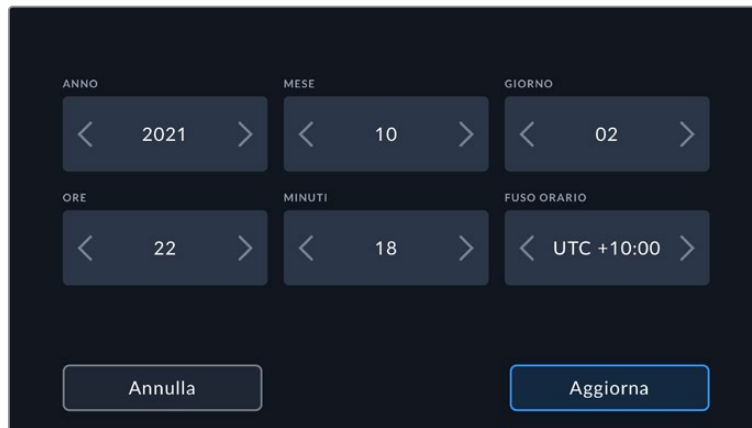 ANNO MESE GIORNO
2021 10 02
ORE MINUTI FUSO ORARIO
22 18 UTC +10:00
Annulla Aggiorna